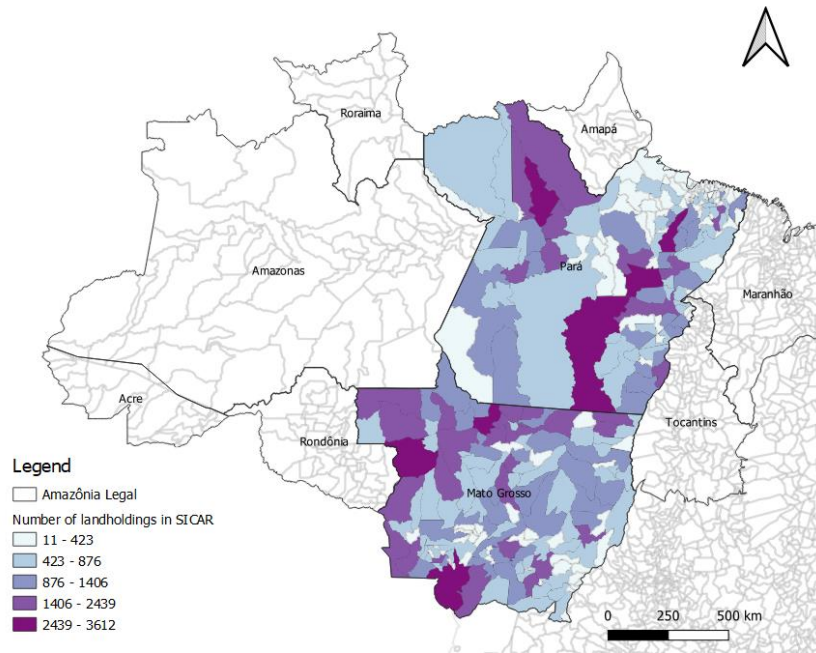 Roraima
Amapá
Amazonas
Pará
Maranhão
Acre
Rondônia
Tocantins
Mato Grosso
Legend
Amazônia Legal
Number of landholdings in SICAR
11 - 423
423 - 876
876 - 1406
1406 - 2439
2439 - 3612
0 250 500 km